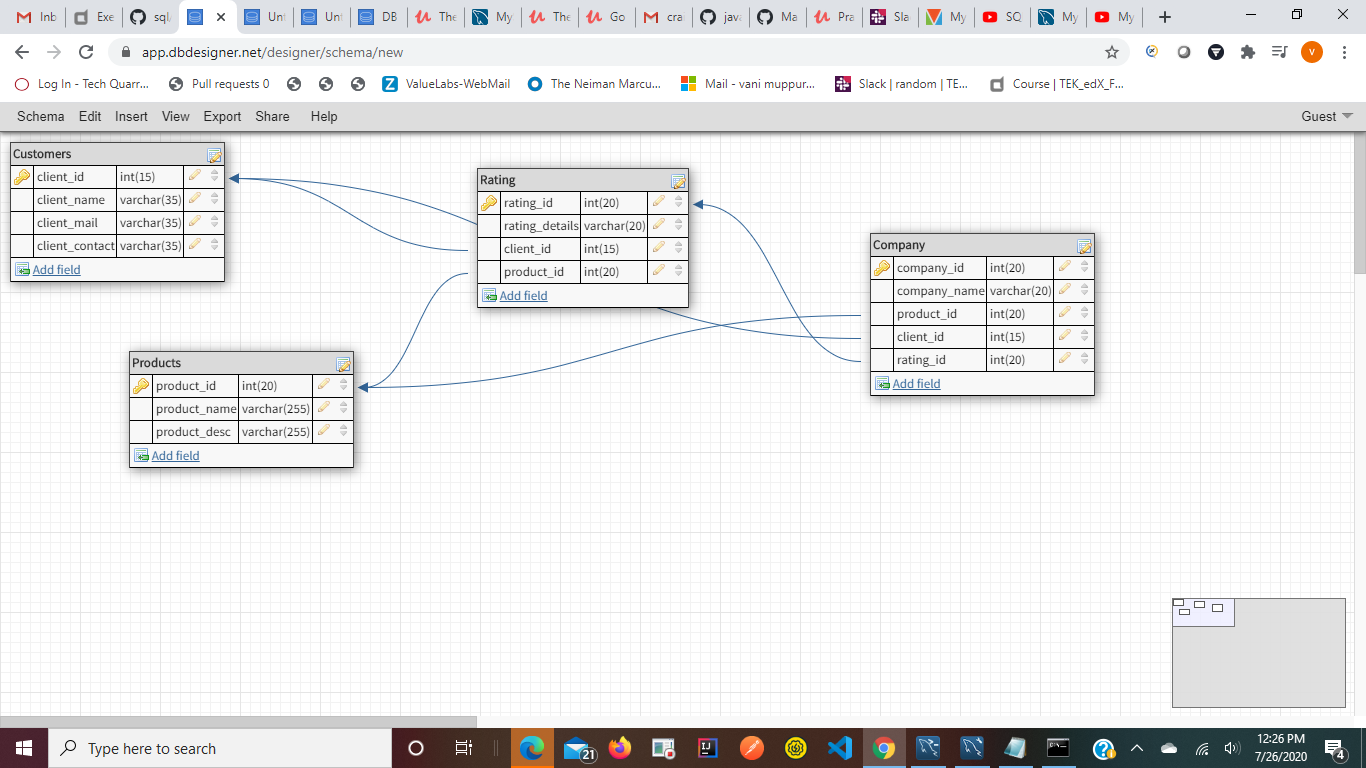 Inb Exe sql Unt Unt DB The My The Go cra jav Ma Pra Sla My SQ My My
app.dbdesigner.net/designer/schema/new
V
Log In - Tech Quarr... Pull requests 0 ValueLabs-WebMail The Neiman Marcu... Mail - vani muppur... Slack | random | TE... Course | TEK_edX_F...
Schema Edit Insert View Export Share Help Guest
Customers
client_id int(15)
client_name varchar(35)
client_mail varchar(35)
client_contact varchar(35)
Add field
Rating
rating_id int(20)
rating_details varchar(20)
client_id int(15)
product_id int(20)
Add field
Company
company_id int(20)
company_name varchar(20)
product_id int(20)
client_id int(15)
rating_id int(20)
Add field
Products
product_id int(20)
product_name varchar(255)
product_desc varchar(255)
Add field
Type here to search
21
12:26 PM
7/26/2020
4